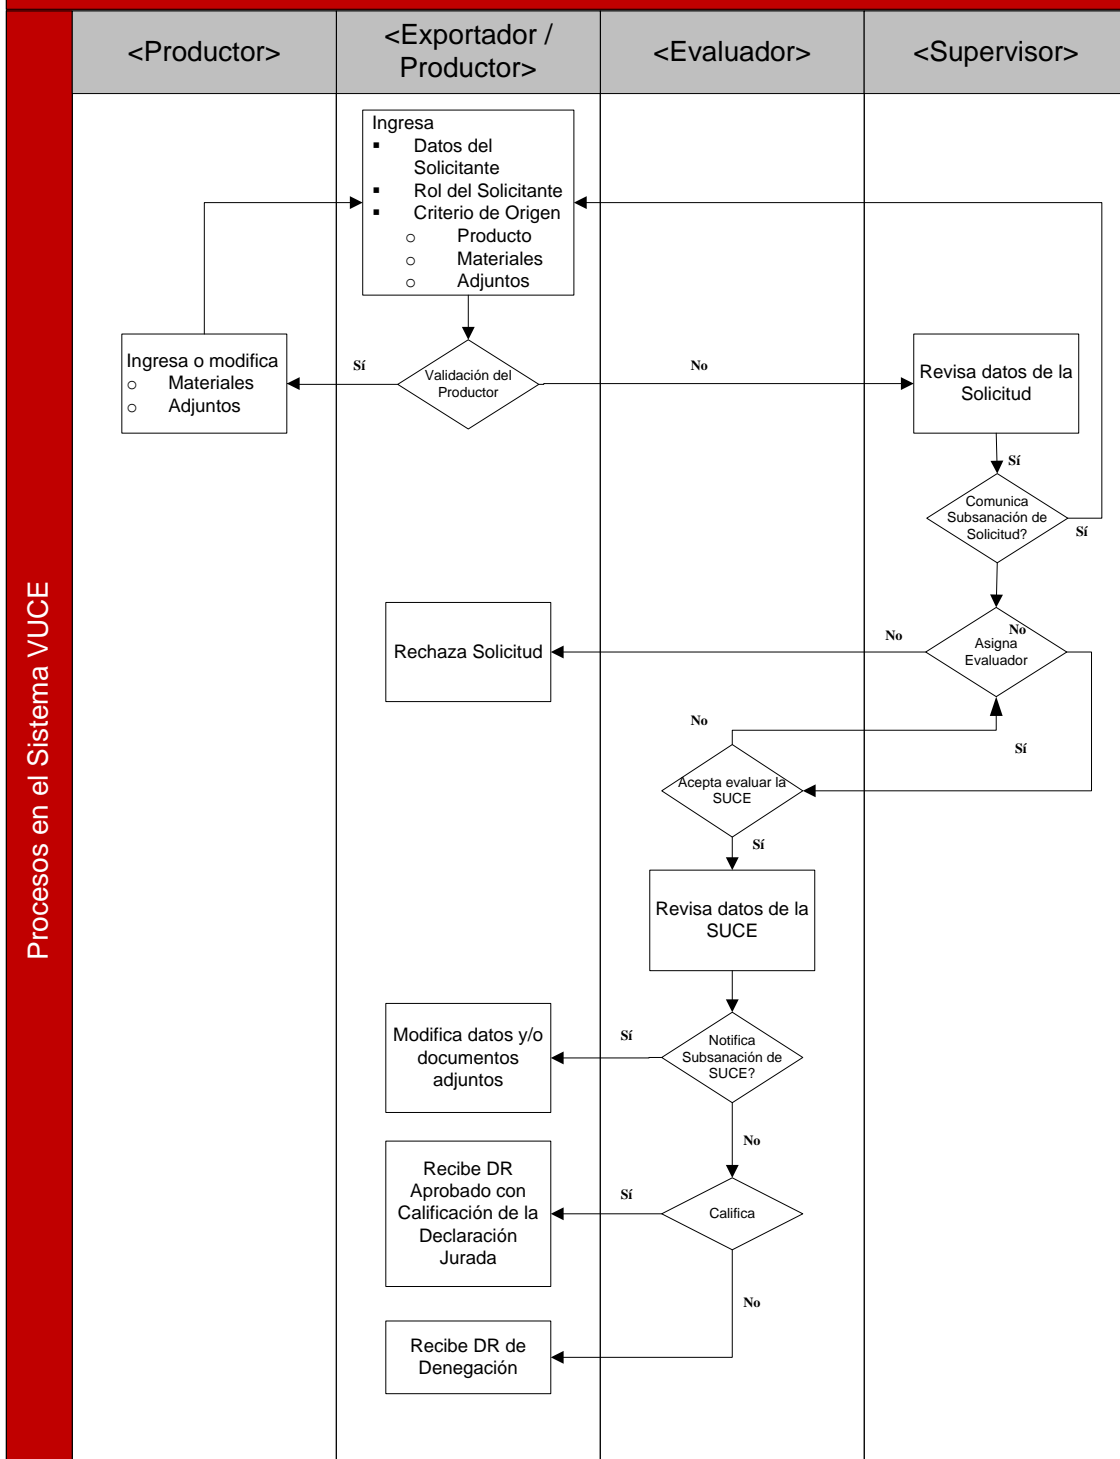 <Productor>
<Exportador /
Productor>
<Evaluador>
<Supervisor>
Procesos en el Sistema VUCE
Ingresa
▪ Datos del
Solicitante
▪ Rol del Solicitante
▪ Criterio de Origen
o Producto
o Materiales
o Adjuntos
Ingresa o modifica
o Materiales
o Adjuntos
Sí
Validación del
Productor
No
Revisa datos de la
Solicitud
Sí
Comunica
Subsanación de
Solicitud?
Sí
Rechaza Solicitud
No
No
Asigna
Evaluador
No
Sí
Acepta evaluar la
SUCE
Sí
Revisa datos de la
SUCE
Modifica datos y/o
documentos
adjuntos
Sí
Notifica
Subsanación de
SUCE?
No
Recibe DR
Aprobado con
Calificación de la
Declaración
Jurada
Sí
Califica
No
Recibe DR de
Denegación